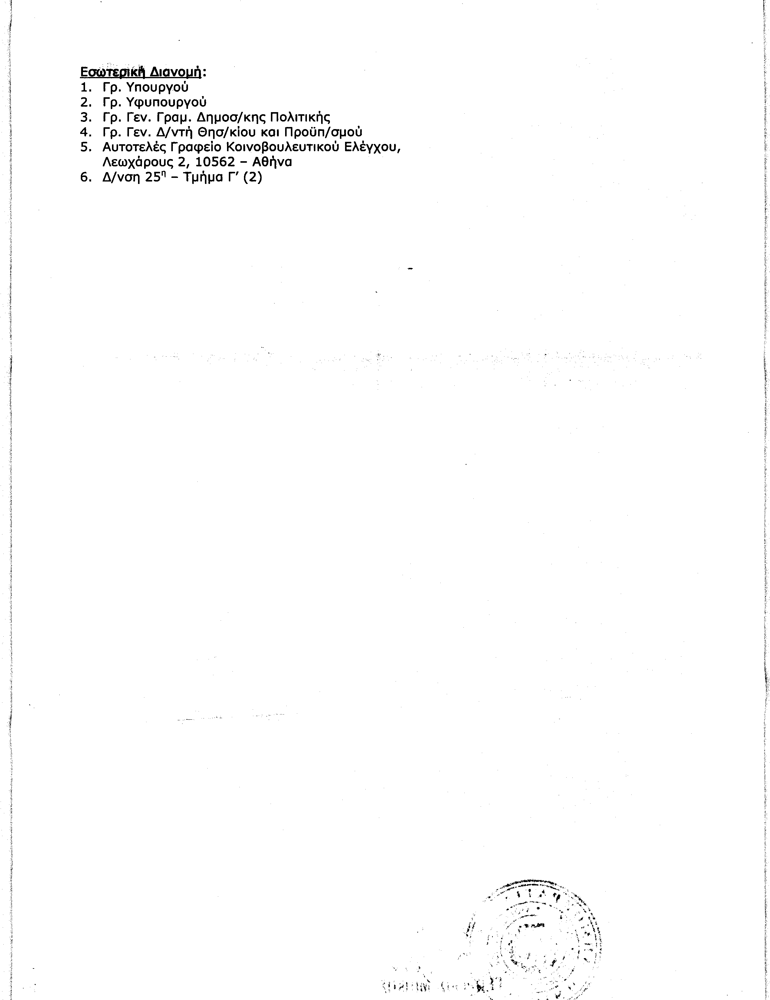 Εσωτερική Διανομή:
1. Γρ. Υπουργού
2. Γρ. Υφυπουργού
3. Γρ. Γεν. Γραμ. Δημοσ/κης Πολιτικής
4. Γρ. Γεν. Δ/ντή Θησ/κίου και Προϋπ/σμού
5. Αυτοτελές Γραφείο Κοινοβουλευτικού Ελέγχου,
Λεωχάρους 2, 10562 – Αθήνα
6. Δ/νση 25η – Τμήμα Γ’ (2)